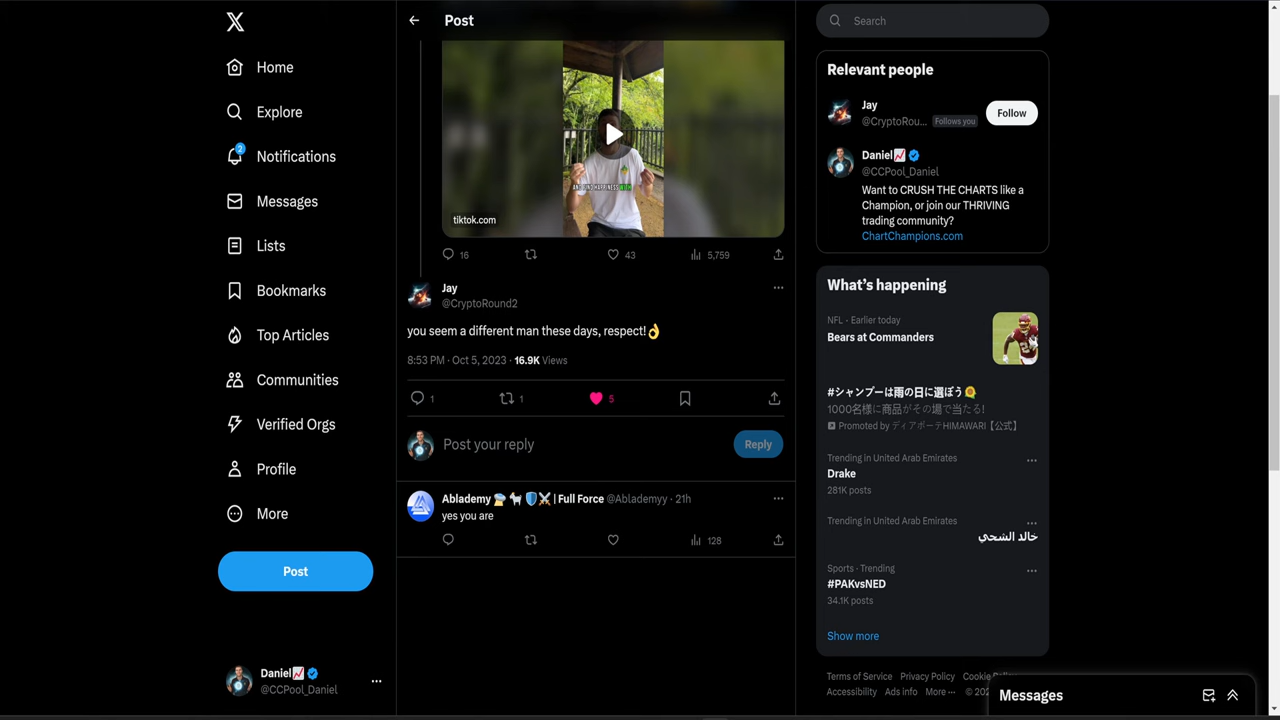 Home
Explore
Notifications
2
Messages
Lists
Bookmarks
Top Articles
Communities
Verified Orgs
Profile
More
Post
Daniel📈
@CCPool_Daniel
Post
AND FIND HAPPINESS WITH
tiktok.com
16
43
5,759
Jay
@CryptoRound2
you seem a different man these days, respect!👌
8:53 PM · Oct 5, 2023 · 16.9K Views
1
1
5
Post your reply
Reply
Ablademy | Full Force @Ablademyy · 21h
yes you are
128
Search
Relevant people
Jay
@CryptoRou... Follows you
Follow
Daniel📈
@CCPool_Daniel
Want to CRUSH THE CHARTS like a
Champion, or join our THRIVING
trading community?
ChartChampions.com
What's happening
NFL · Earlier today
Bears at Commanders
#シャンプーは雨の日に選ぼう🌻
1000名様に商品がその場で当たる!
Promoted by ディアボーテHIMAWARI【公式】
Trending in United Arab Emirates
Drake
281K posts
Trending in United Arab Emirates
خالد الشحي
Sports · Trending
#PAKvsNED
34.1K posts
Show more
Terms of Service Privacy Policy
Accessibility Ads info More ···
Messages